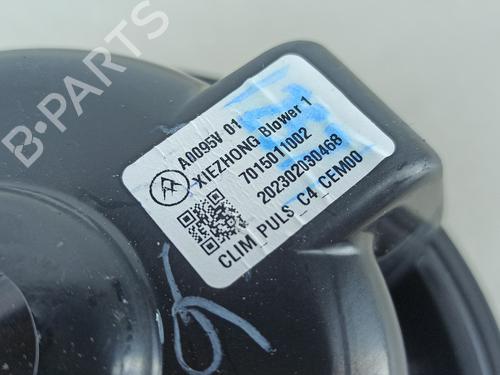 B-PARTS
A0095V 01
XIEZHONG Blower 1
7015011002
202302030468
CLIM_PULS_C4_CEM00